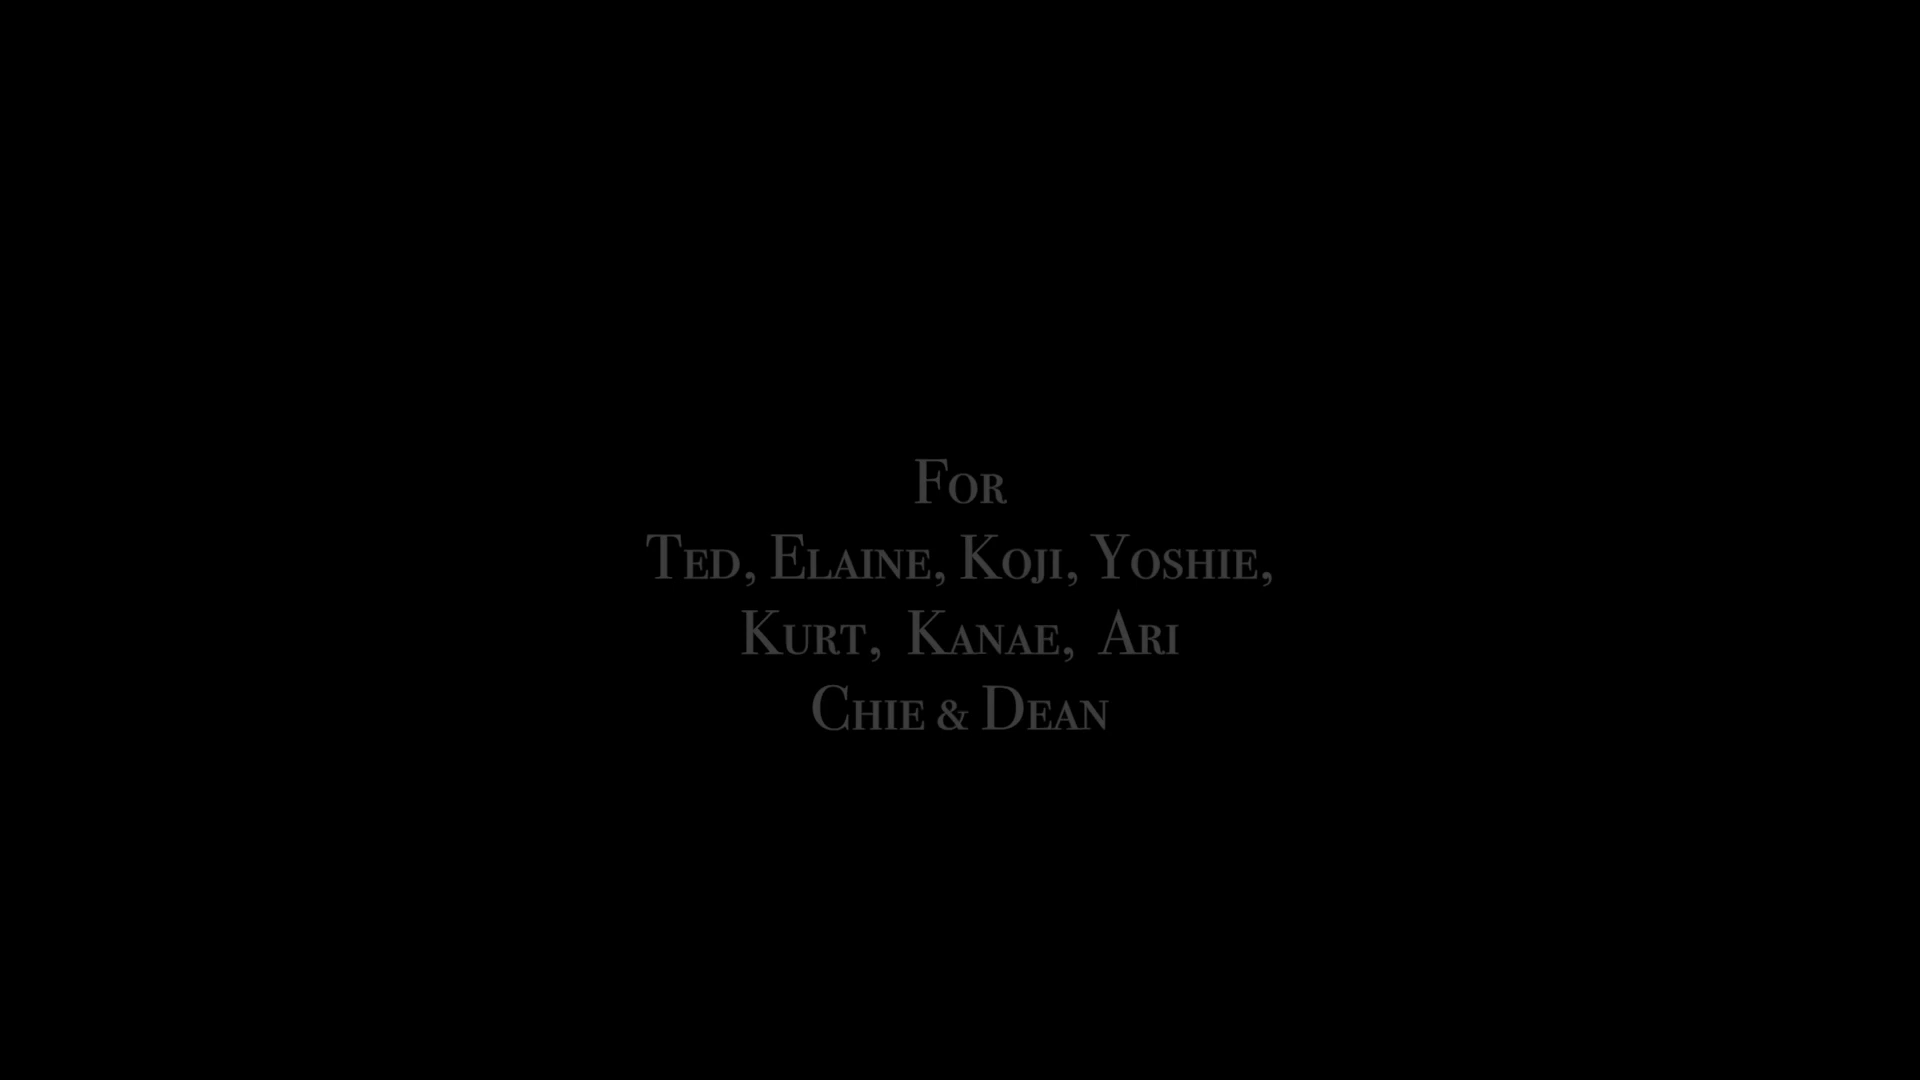 For
Ted, Elaine, Koji, Yoshie,
Kurt, Kanae, Ari
Chie & Dean